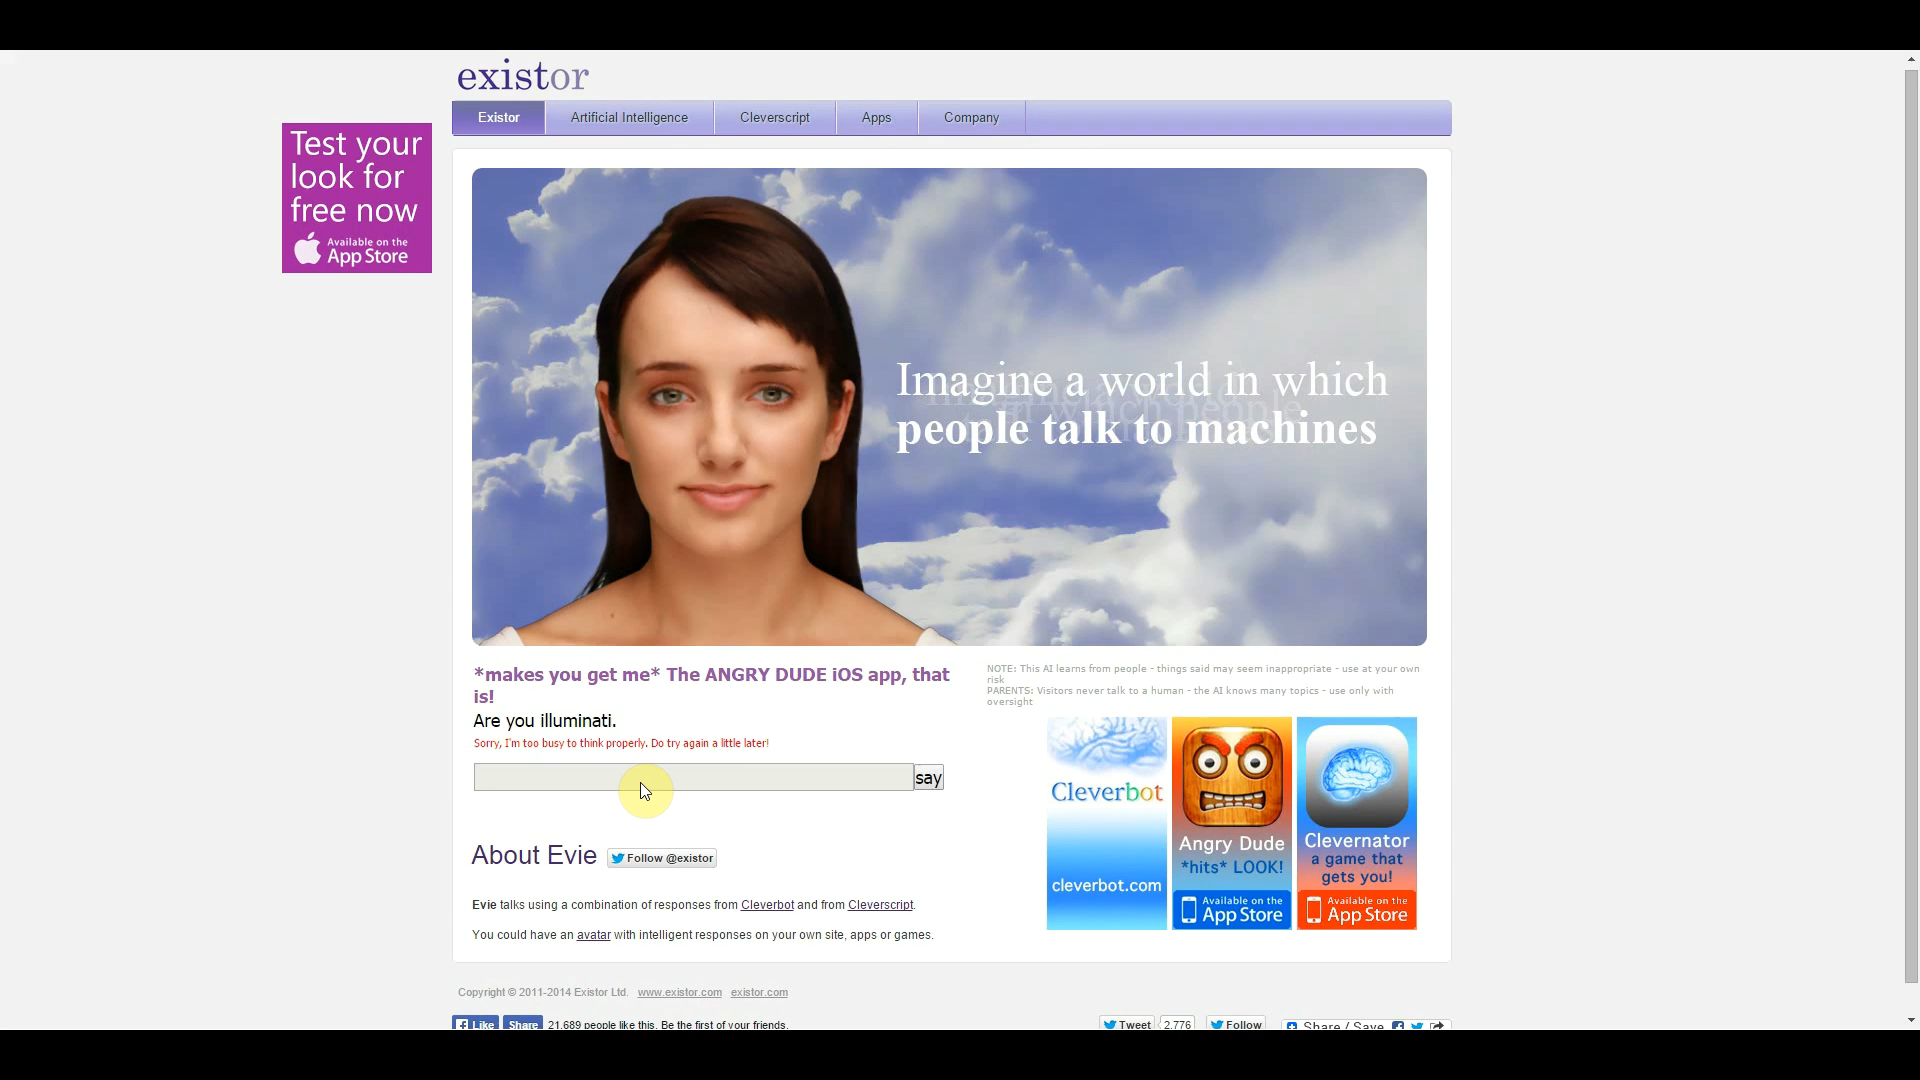 existor
Existor
Artificial Intelligence
Cleverscript
Apps
Company
Test your
look for
free now
Available on the
App Store
Imagine a world in which
people talk to machines
*makes you get me* The ANGRY DUDE iOS app, that
is!
Are you illuminati.
Sorry, I'm too busy to think properly. Do try again a little later!
say
NOTE: This AI learns from people - things said may seem inappropriate - use at your own
risk
PARENTS: Visitors never talk to a human - the AI knows many topics - use only with
oversight
Cleverbot
cleverbot.com
Angry Dude
*hits* LOOK!
Available on the
App Store
Clevernator
a game that
gets you!
Available on the
App Store
About Evie
Follow @existor
Evie talks using a combination of responses from Cleverbot and from Cleverscript.
You could have an avatar with intelligent responses on your own site, apps or games.
Copyright © 2011-2014 Existor Ltd. www.existor.com existor.com
Like Share 21,689 people like this. Be the first of your friends.
Tweet 2,776 Follow Share / Save